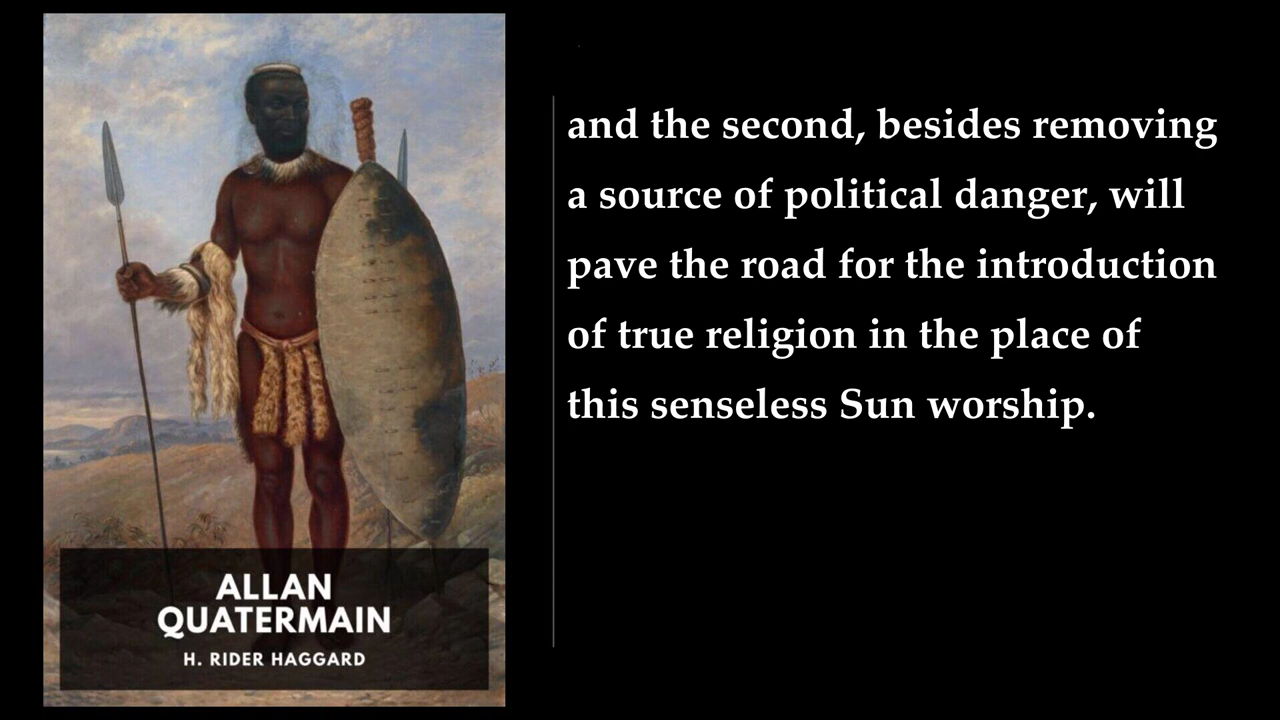 and the second, besides removing
a source of political danger, will
pave the road for the introduction
of true religion in the place of
this senseless Sun worship.
ALLAN
QUATERMAIN
H. RIDER HAGGARD